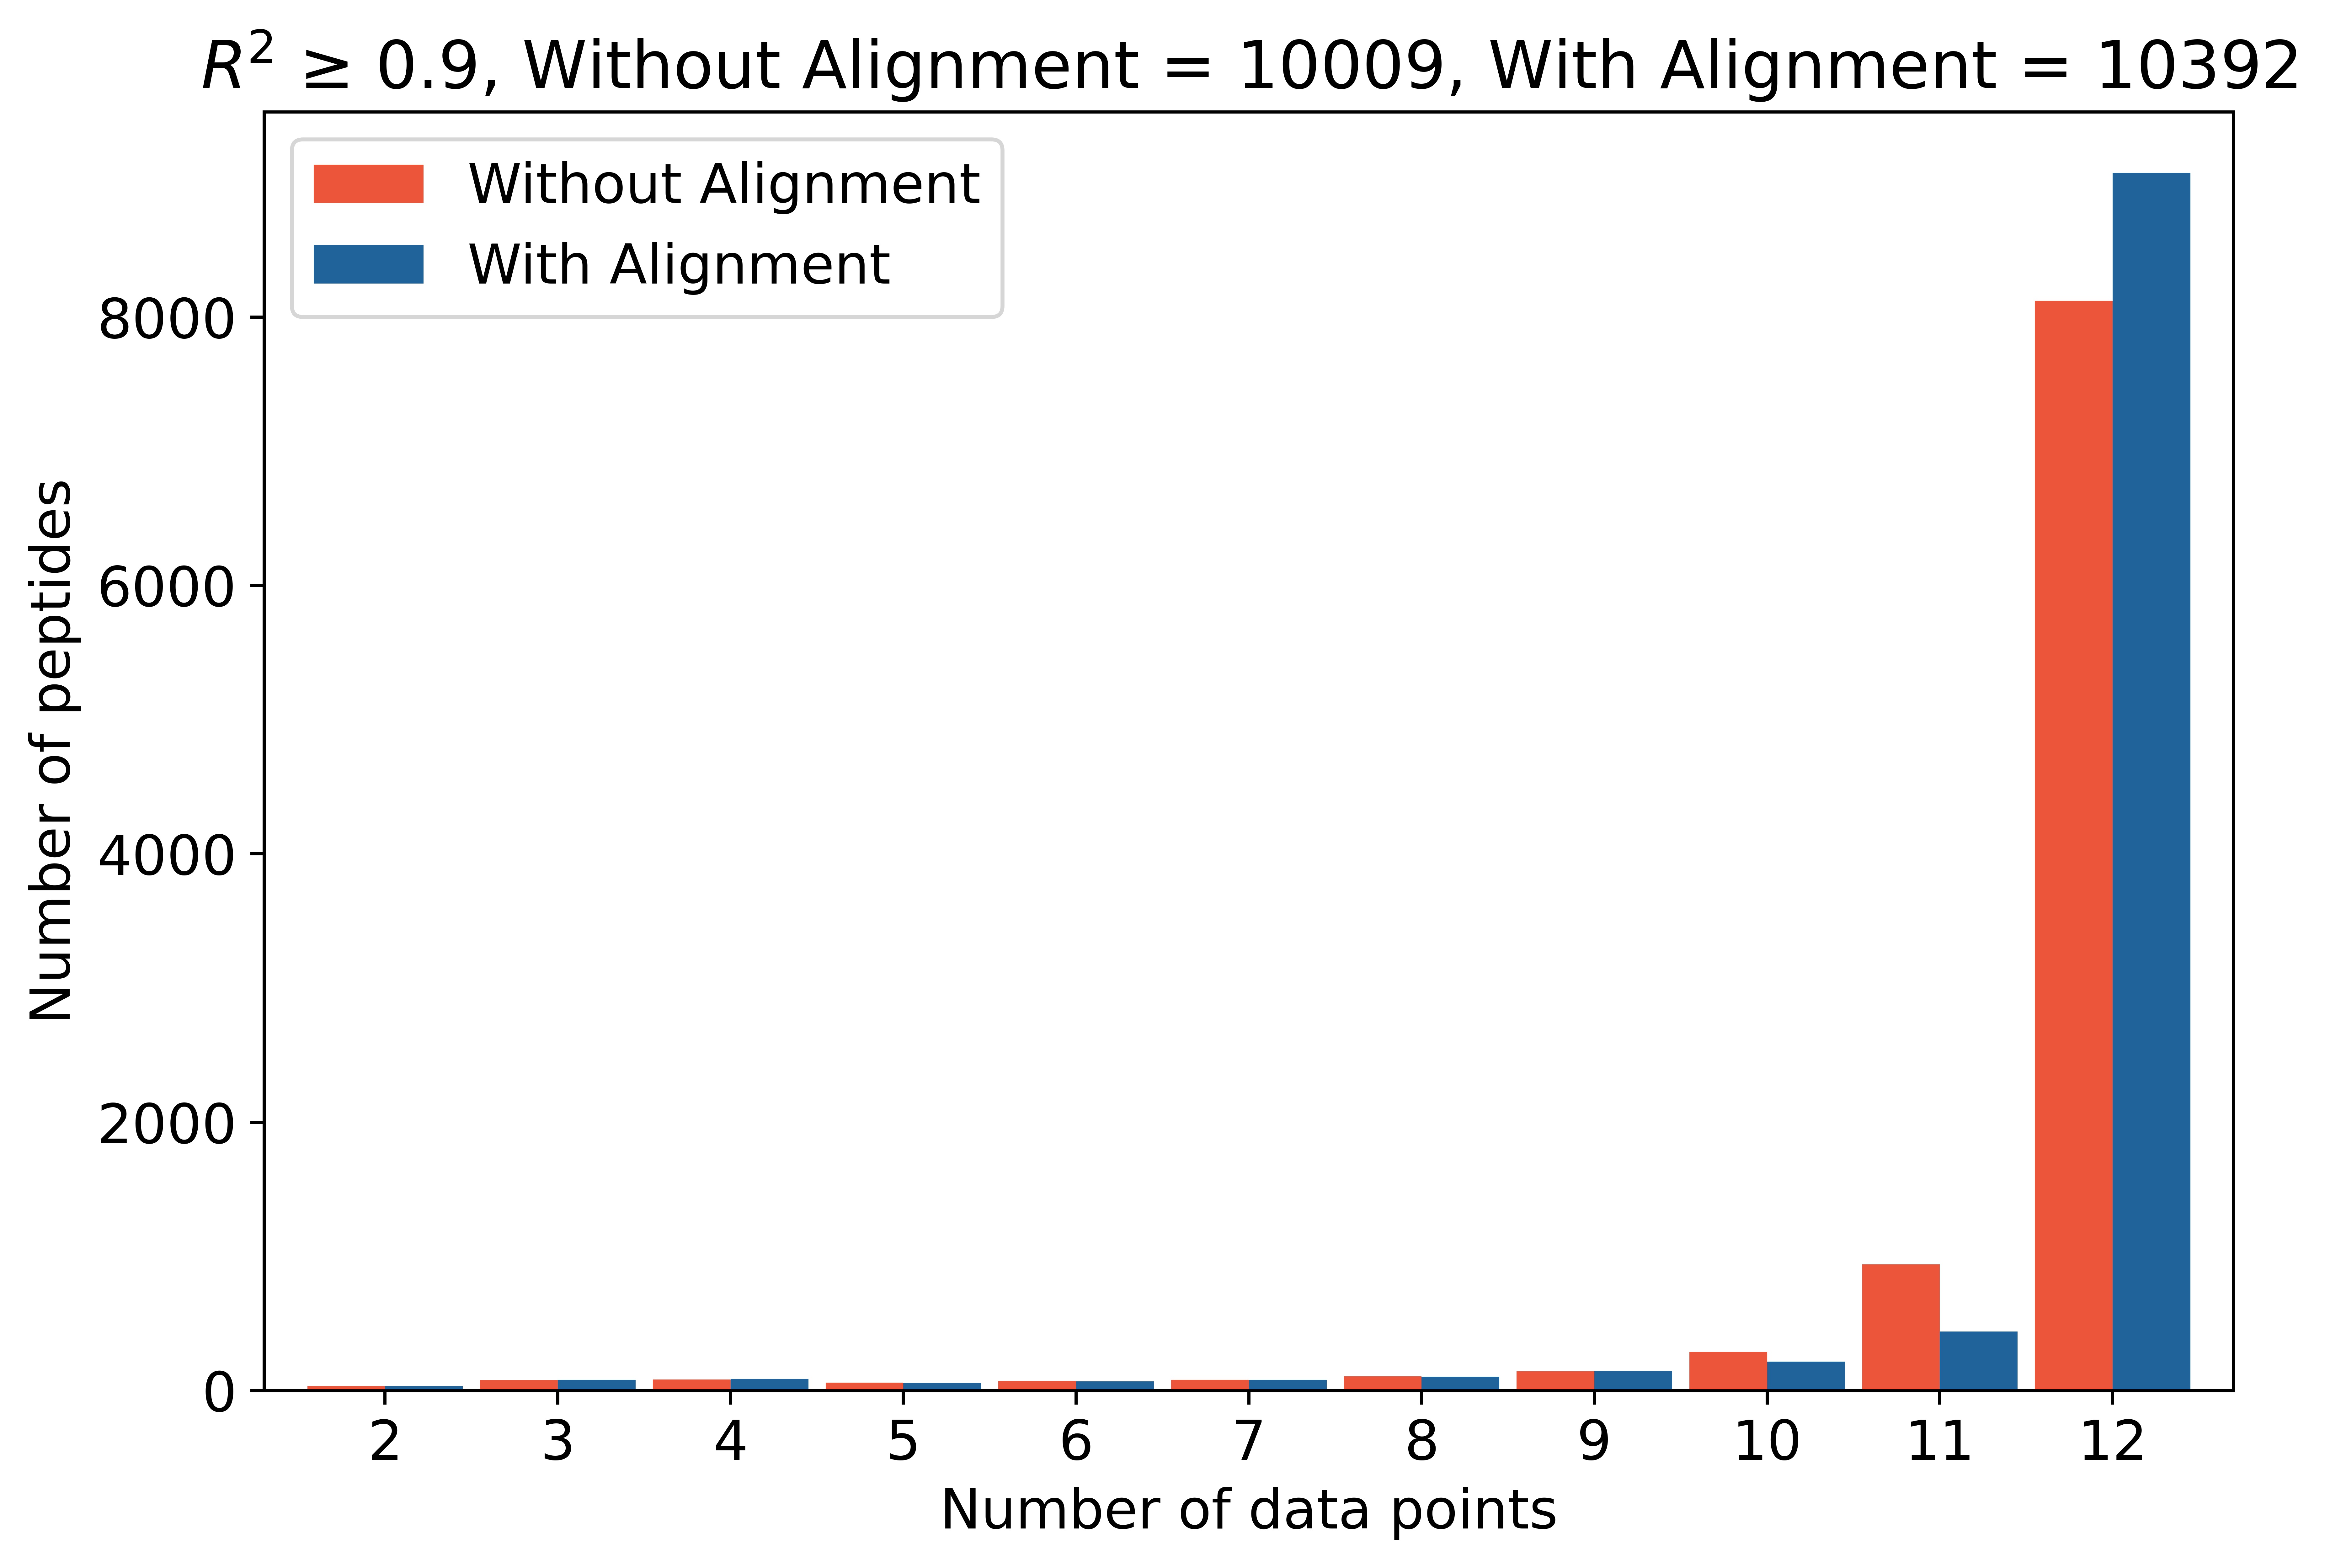 R² ≥ 0.9, Without Alignment = 10009, With Alignment = 10392
Without Alignment
With Alignment
Number of peptides
8000
6000
4000
2000
0
2 3 4 5 6 7 8 9 10 11 12
Number of data points